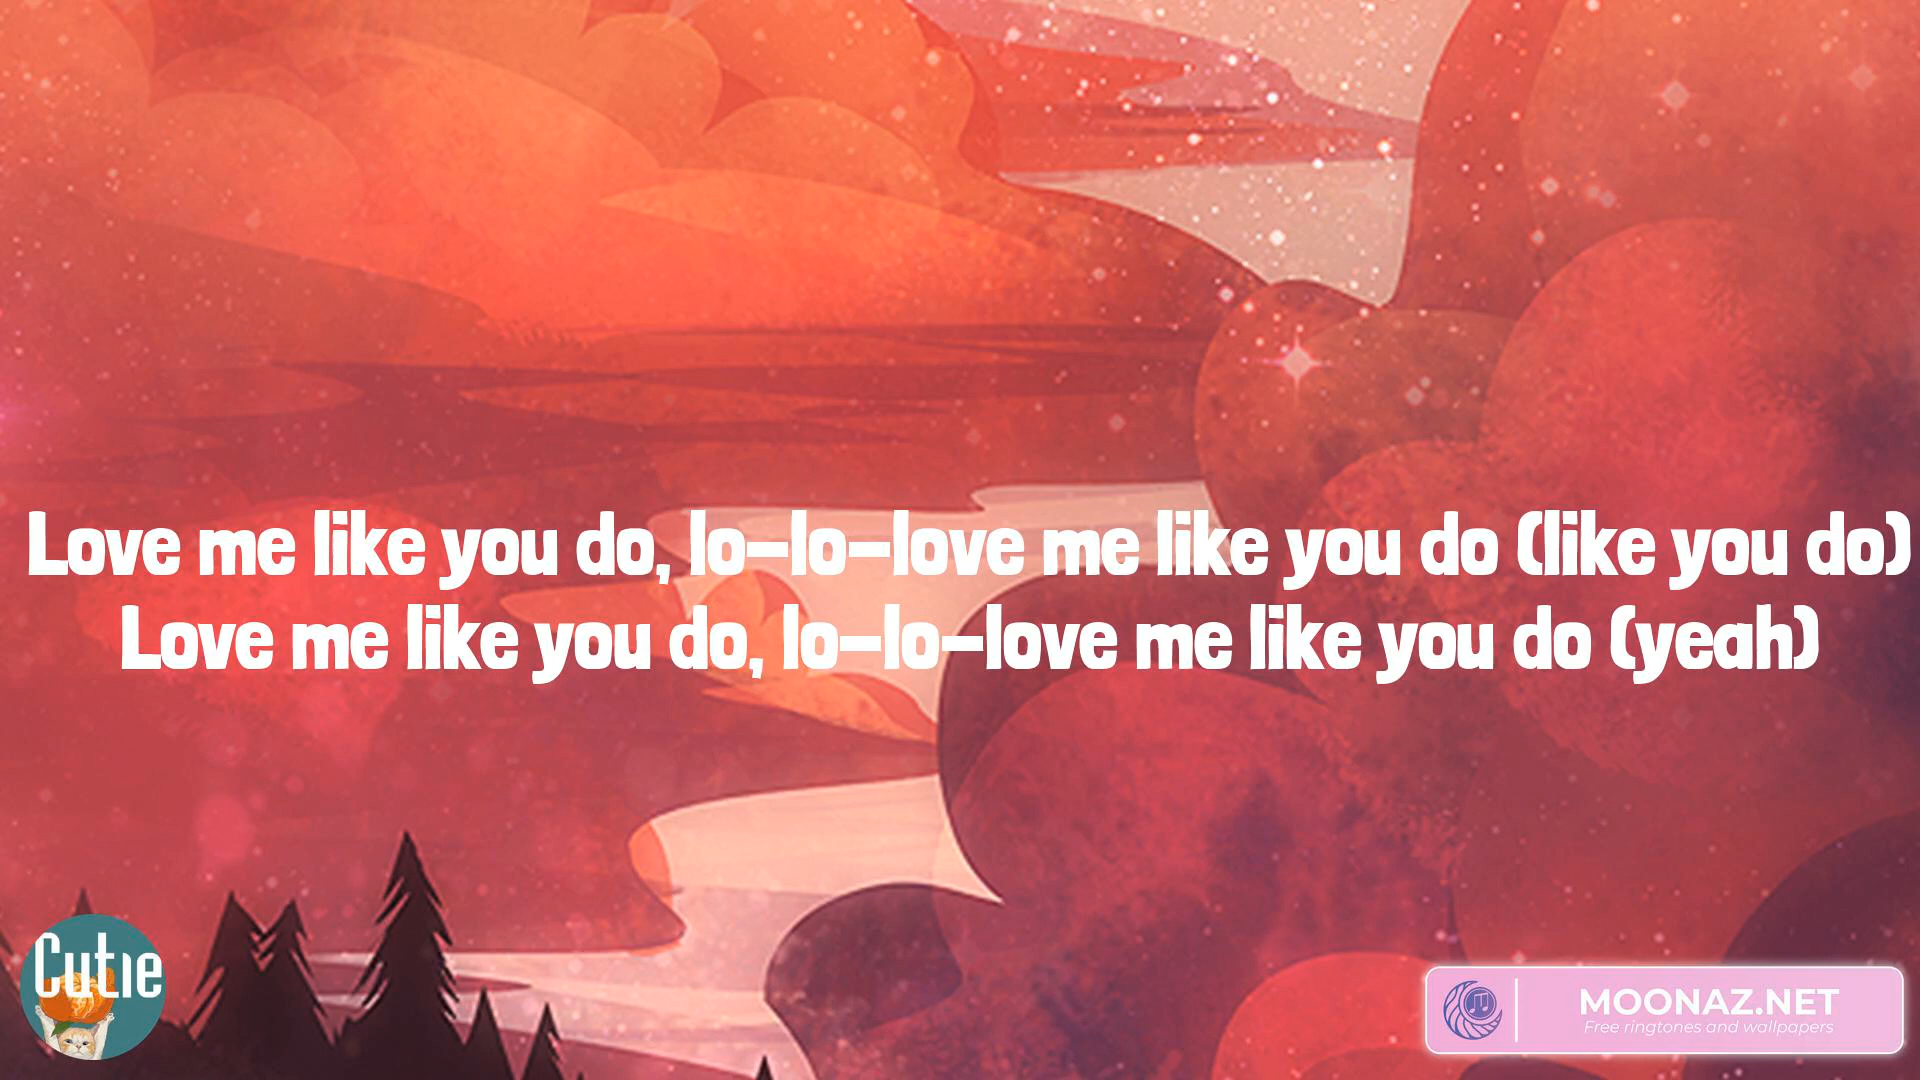 Love me like you do, lo-lo-love me like you do (like you do)
Love me like you do, lo-lo-love me like you do (yeah)
Cutie
MOONAZ.NET
Free ringtones and wallpapers